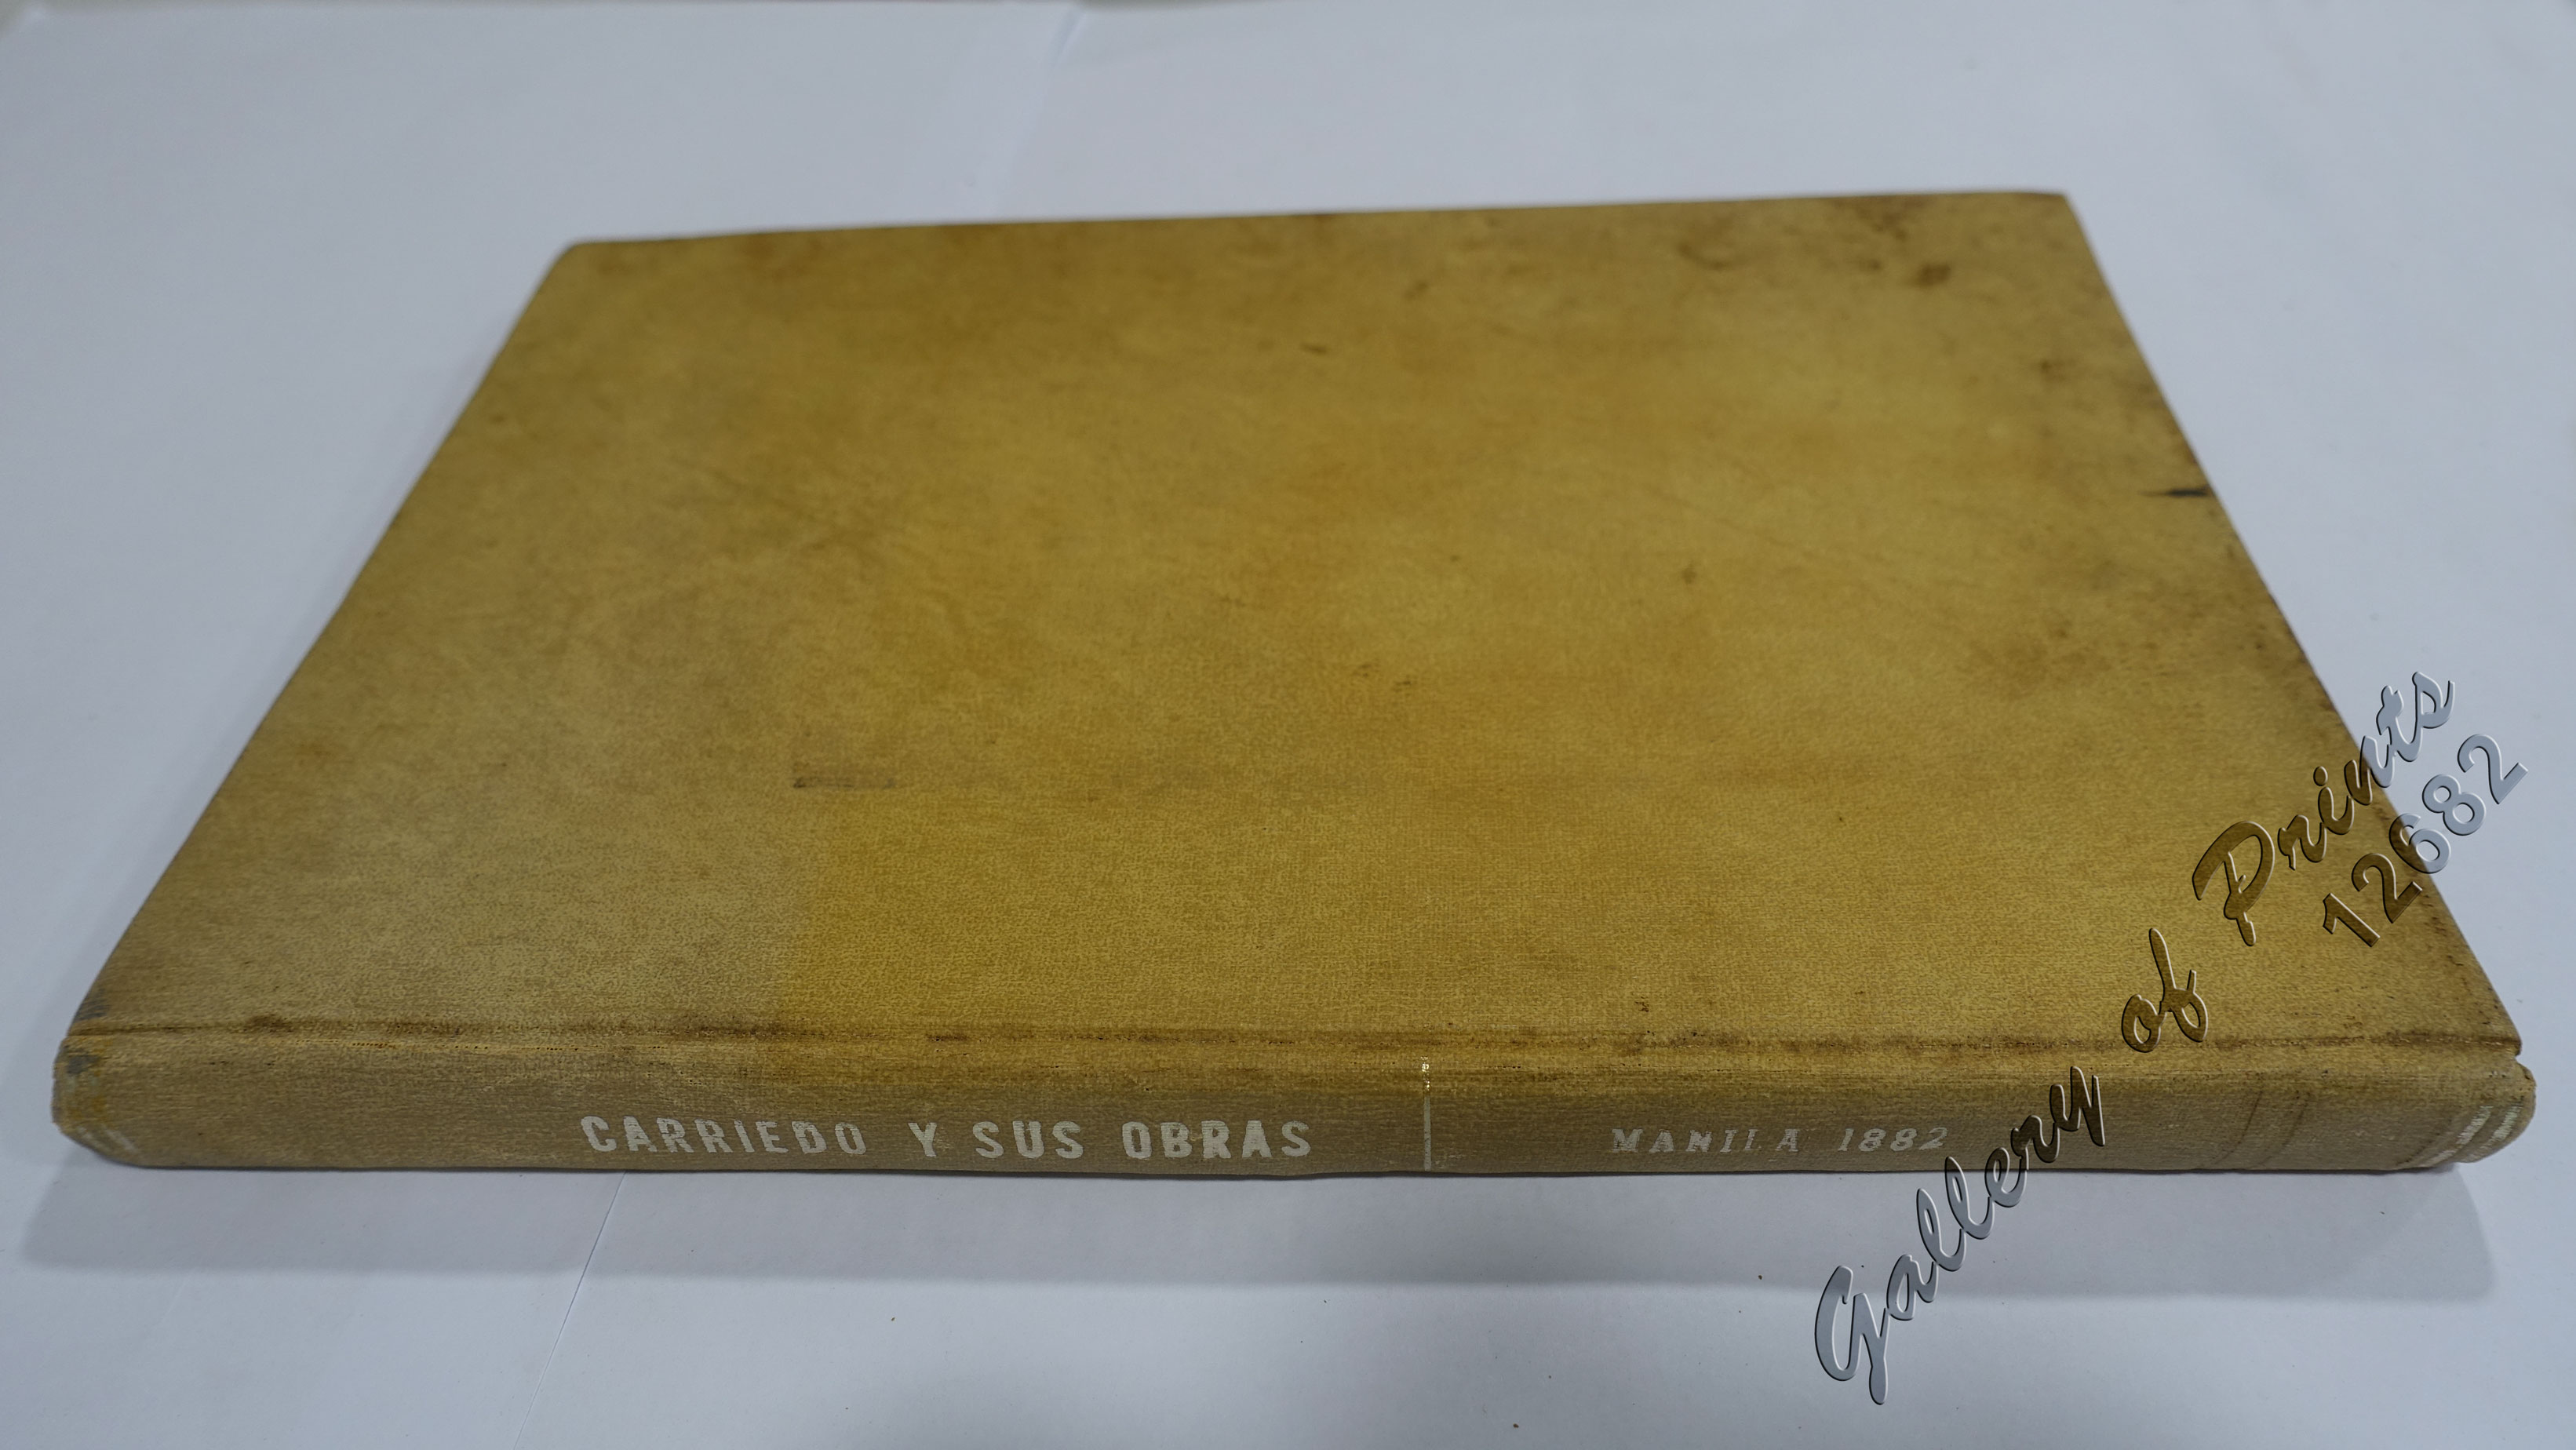 CARRIEDO Y SUS OBRAS
MANILA 1882
Gallery of Prints
12682